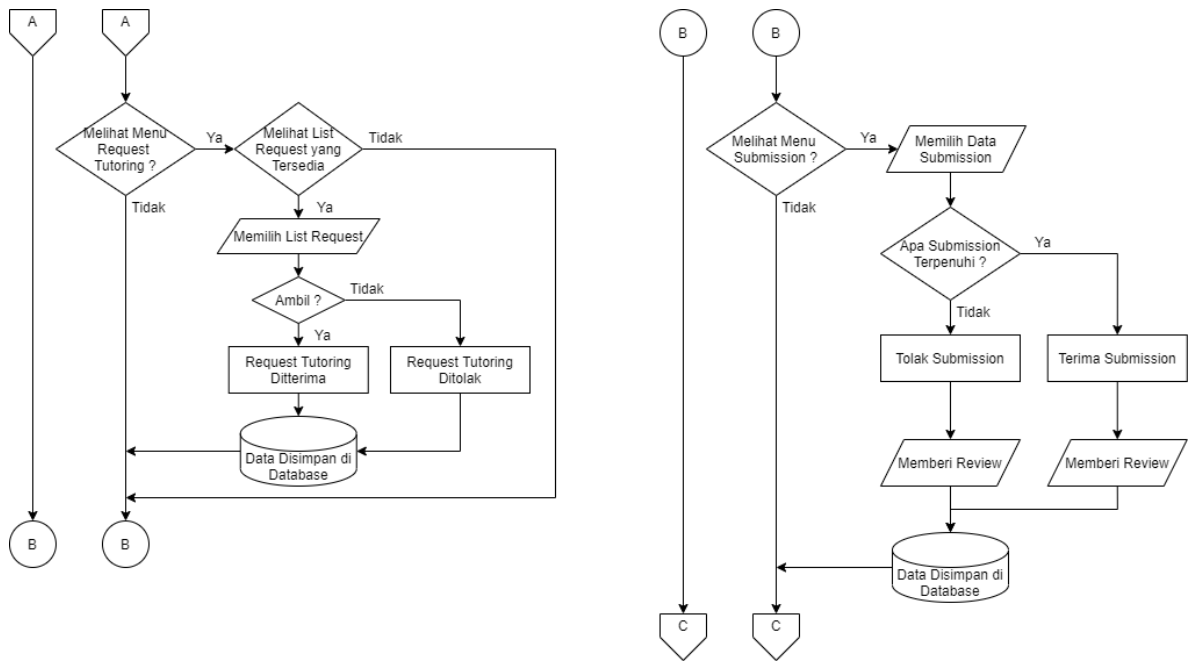 A
A
Melihat Menu
Request
Tutoring ?
Ya
Melihat List
Request yang
Tersedia
Tidak
Tidak
Ya
Memilih List Request
Ambil ?
Tidak
Ya
Request Tutoring
Ditterima
Request Tutoring
Ditolak
Data Disimpan di
Database
B
B
B
B
Melihat Menu
Submission ?
Ya
Memilih Data
Submission
Tidak
Apa Submission
Terpenuhi ?
Ya
Tidak
Tolak Submission
Terima Submission
Memberi Review
Memberi Review
Data Disimpan di
Database
C
C